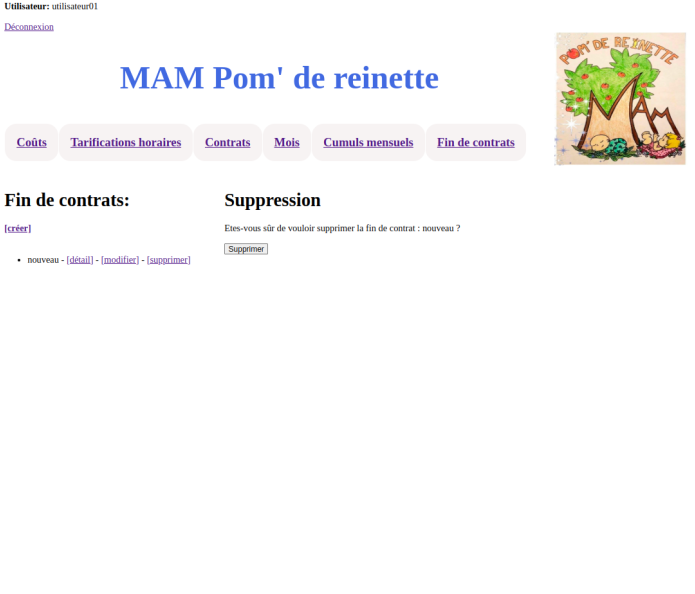 Utilisateur: utilisateur01
Déconnexion
MAM Pom' de reinette
POM' DE REINETTE
MAM
Coûts Tarifications horaires Contrats Mois Cumuls mensuels Fin de contrats
Fin de contrats:
[créer]
nouveau - [détail] - [modifier] - [supprimer]
Suppression
Etes-vous sûr de vouloir supprimer la fin de contrat : nouveau ?
Supprimer